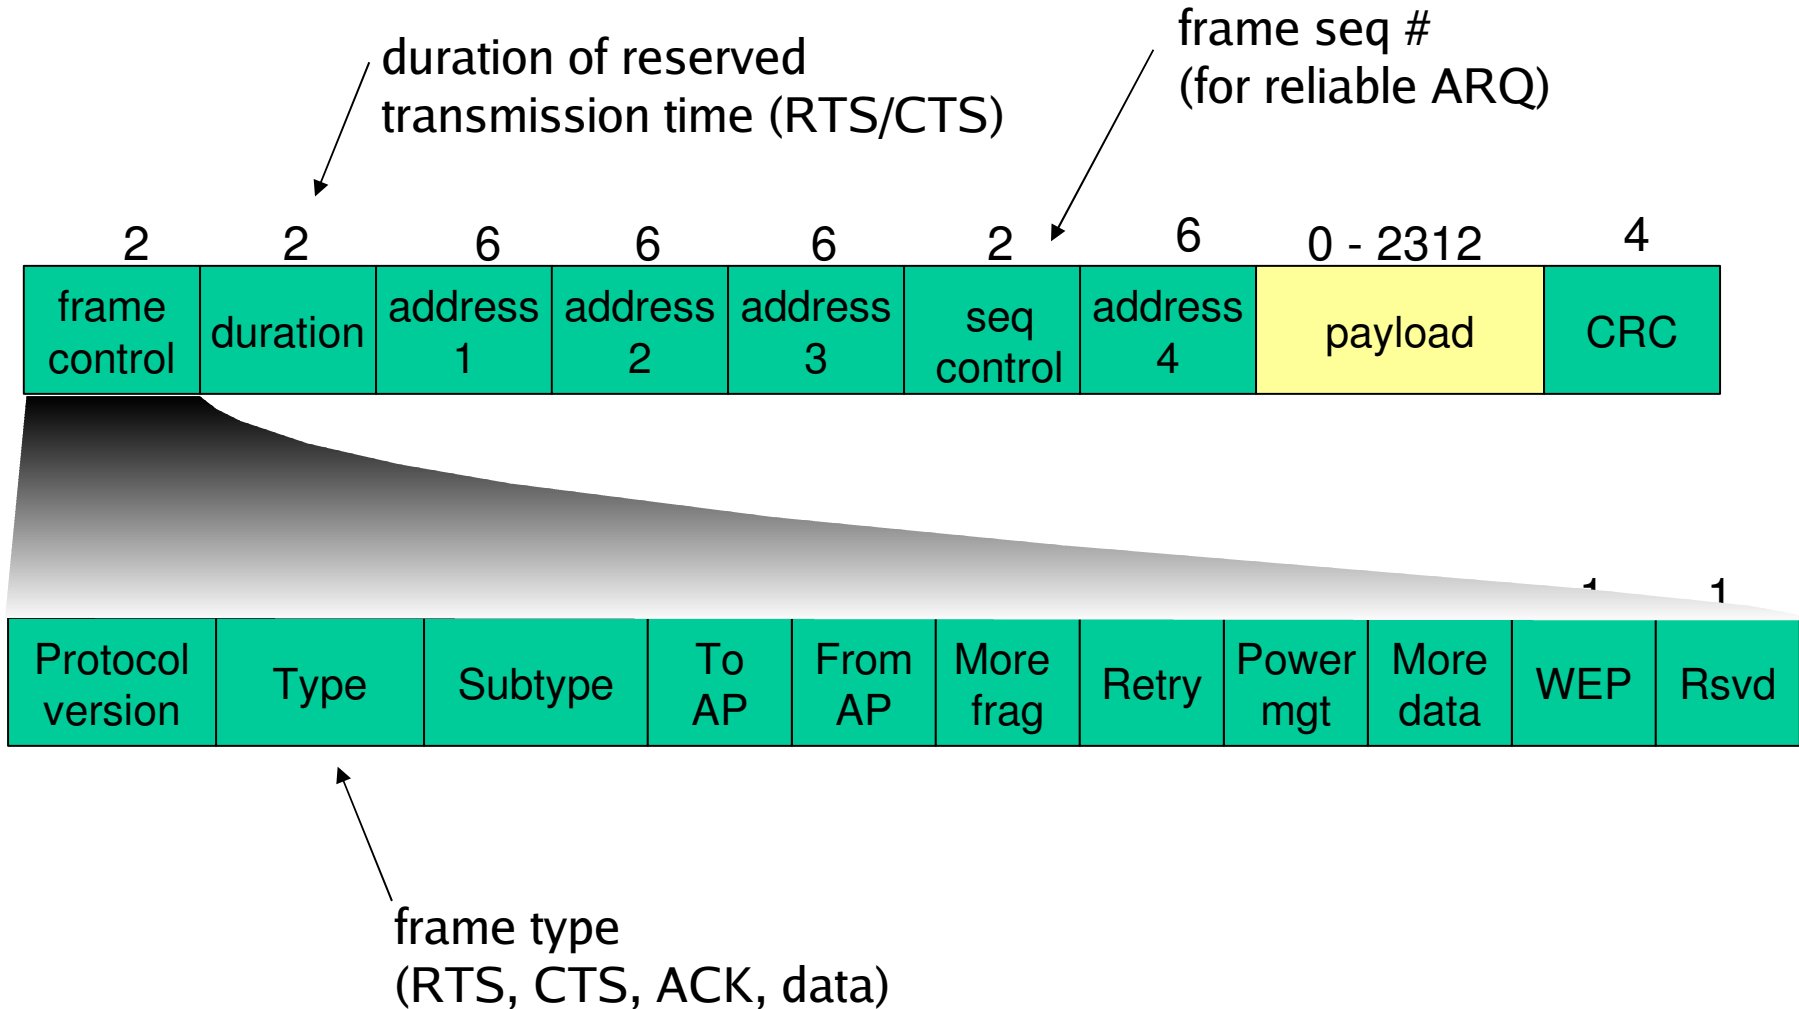 duration of reserved
transmission time (RTS/CTS)
frame seq #
(for reliable ARQ)
2 2 6 6 6 2 6 0 - 2312 4
frame
control
duration
address
1
address
2
address
3
seq
control
address
4
payload
CRC
1 1
Protocol
version
Type
Subtype
To
AP
From
AP
More
frag
Retry
Power
mgt
More
data
WEP
Rsvd
frame type
(RTS, CTS, ACK, data)